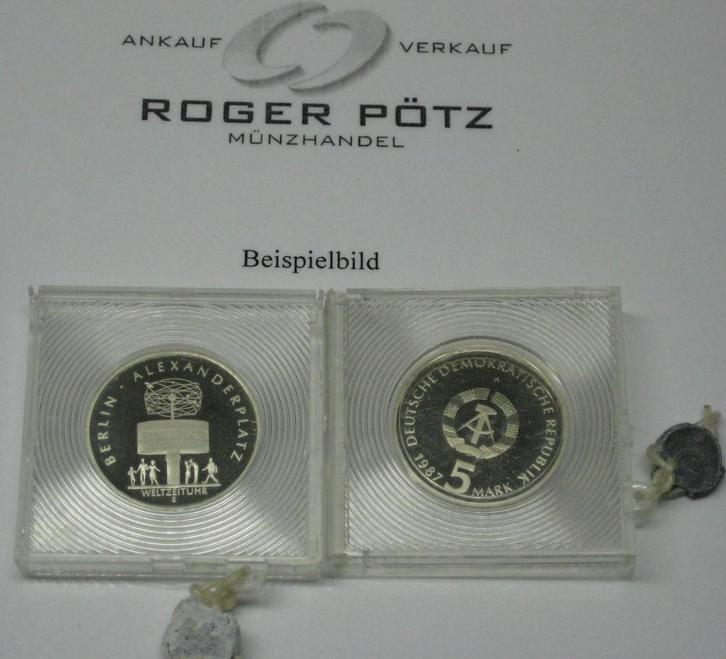 ANKAUF VERKAUF
ROGER PÖTZ
MÜNZHANDEL
Beispielbild
BERLIN · ALEXANDERPLATZ
WELTZEITUHR
DEUTSCHE DEMOKRATISCHE REPUBLIK
1987 5 MARK